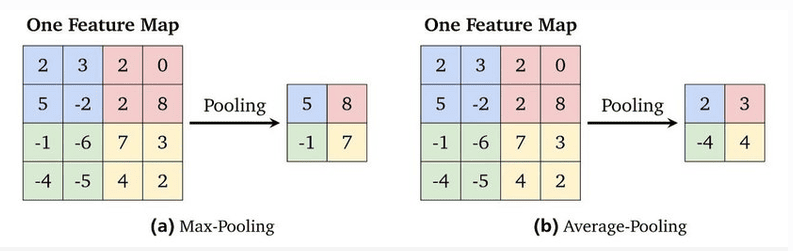 One Feature Map
2 3 2 0
5 -2 2 8
-1 -6 7 3
-4 -5 4 2
Pooling
5 8
-1 7
(a) Max-Pooling
One Feature Map
2 3 2 0
5 -2 2 8
-1 -6 7 3
-4 -5 4 2
Pooling
2 3
-4 4
(b) Average-Pooling